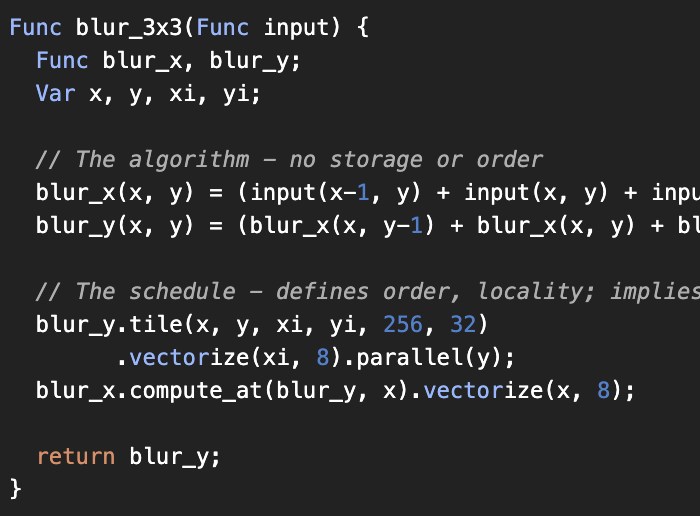 Func blur_3x3(Func input) {
  Func blur_x, blur_y;
  Var x, y, xi, yi;

  // The algorithm – no storage or order
  blur_x(x, y) = (input(x–1, y) + input(x, y) + inpu
  blur_y(x, y) = (blur_x(x, y–1) + blur_x(x, y) + bl

  // The schedule – defines order, locality; implies
  blur_y.tile(x, y, xi, yi, 256, 32)
        .vectorize(xi, 8).parallel(y);
  blur_x.compute_at(blur_y, x).vectorize(x, 8);

  return blur_y;
}